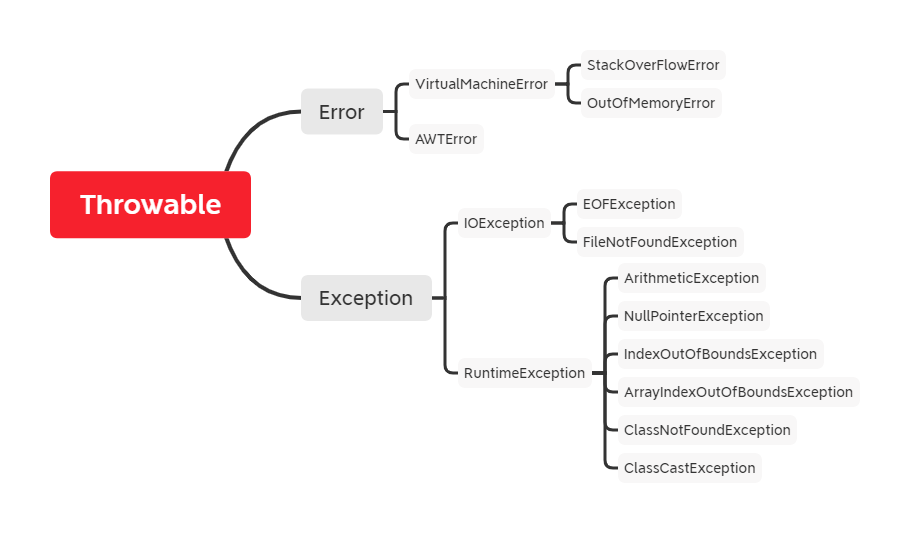 Throwable
Error
VirtualMachineError
StackOverFlowError
OutOfMemoryError
AWTError
Exception
IOException
EOFException
FileNotFoundException
RuntimeException
ArithmeticException
NullPointerException
IndexOutOfBoundsException
ArrayIndexOutOfBoundsException
ClassNotFoundException
ClassCastException